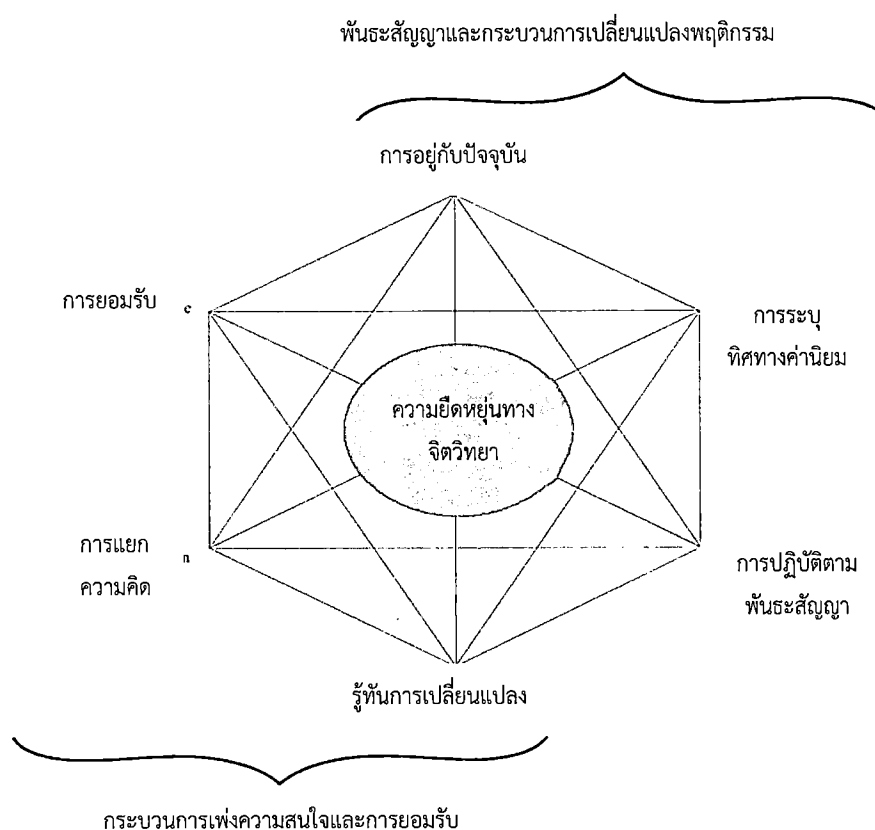 พันธะสัญญาและกระบวนการเปลี่ยนแปลงพฤติกรรม
การอยู่กับปัจจุบัน
การยอมรับ
c
การระบุ
ทิศทางค่านิยม
ความยืดหยุ่นทาง
จิตวิทยา
การแยก
ความคิด
n
การปฏิบัติตาม
พันธะสัญญา
รู้ทันการเปลี่ยนแปลง
กระบวนการเพ่งความสนใจและการยอมรับ